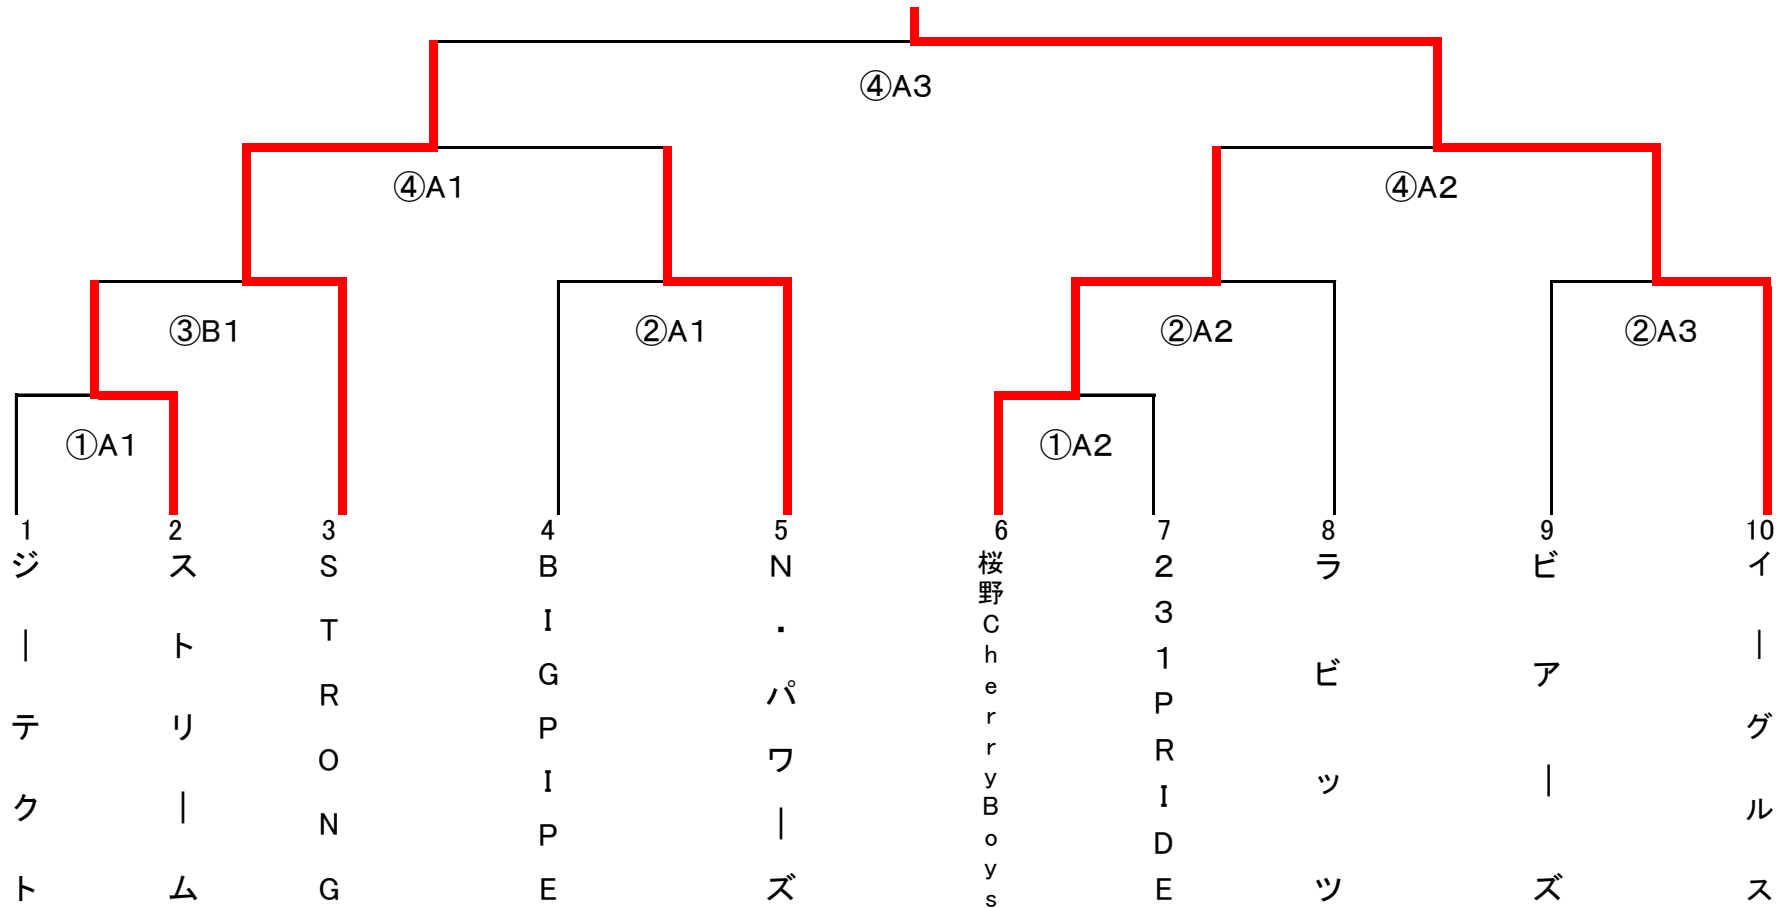 ④A3
④A1
④A2
③B1
②A1
②A2
②A3
①A1
①A2
1
2
3
4
5
6
7
8
9
10
ジーテクト
ストリーム
STRONG
BIGPIPE
N.パワーズ
桜野CherryBoys
231PRIDE
ラビッツ
ビアーズ
イーグルス